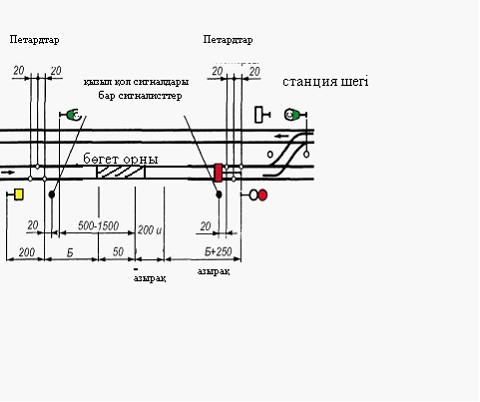 Петардтар Петардтар
20 20 20 20
қызыл қол сигналдары
бар сигналисттер
станция шегі
бөгет орны
20 500-1500 200 и 20
200 Б 50 Б+250
азырақ азырақ